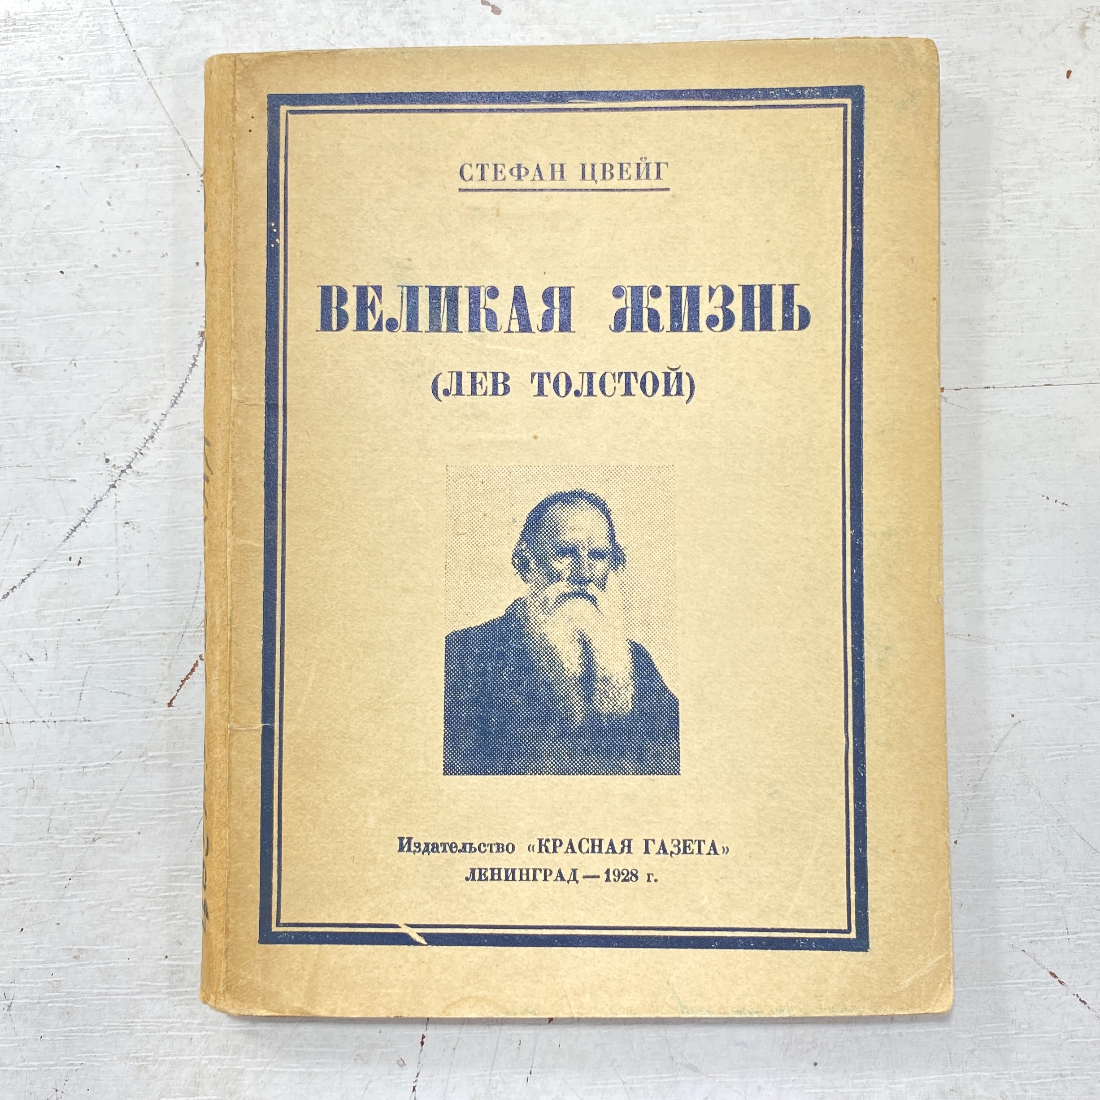 СТЕФАН ЦВЕЙГ
ВЕЛИКАЯ ЖИЗНЬ
(ЛЕВ ТОЛСТОЙ)
Издательство «КРАСНАЯ ГАЗЕТА»
ЛЕНИНГРАД — 1928 г.